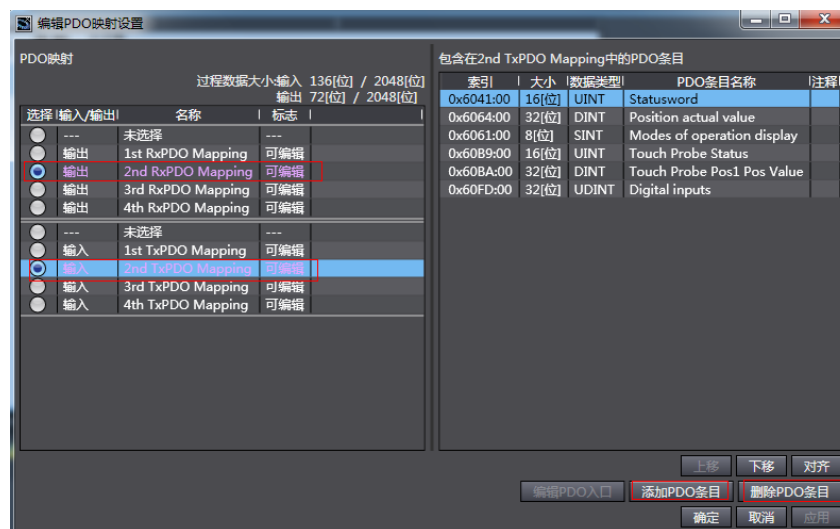 编辑PDO映射设置
PDO映射
过程数据大小:输入 136[位] / 2048[位]
输出 72[位] / 2048[位]
选择 输入/输出 名称 标志
--- 未选择 ---
输出 1st RxPDO Mapping 可编辑
输出 2nd RxPDO Mapping 可编辑
输出 3rd RxPDO Mapping 可编辑
输出 4th RxPDO Mapping 可编辑
--- 未选择 ---
输入 1st TxPDO Mapping 可编辑
输入 2nd TxPDO Mapping 可编辑
输入 3rd TxPDO Mapping 可编辑
输入 4th TxPDO Mapping 可编辑
包含在2nd TxPDO Mapping中的PDO条目
索引 大小 数据类型 PDO条目名称 注释
0x6041:00 16[位] UINT Statusword
0x6064:00 32[位] DINT Position actual value
0x6061:00 8[位] SINT Modes of operation display
0x60B9:00 16[位] UINT Touch Probe Status
0x60BA:00 32[位] DINT Touch Probe Pos1 Pos Value
0x60FD:00 32[位] UDINT Digital inputs
上移 下移 对齐
编辑PDO入口 添加PDO条目 删除PDO条目
确定 取消 应用